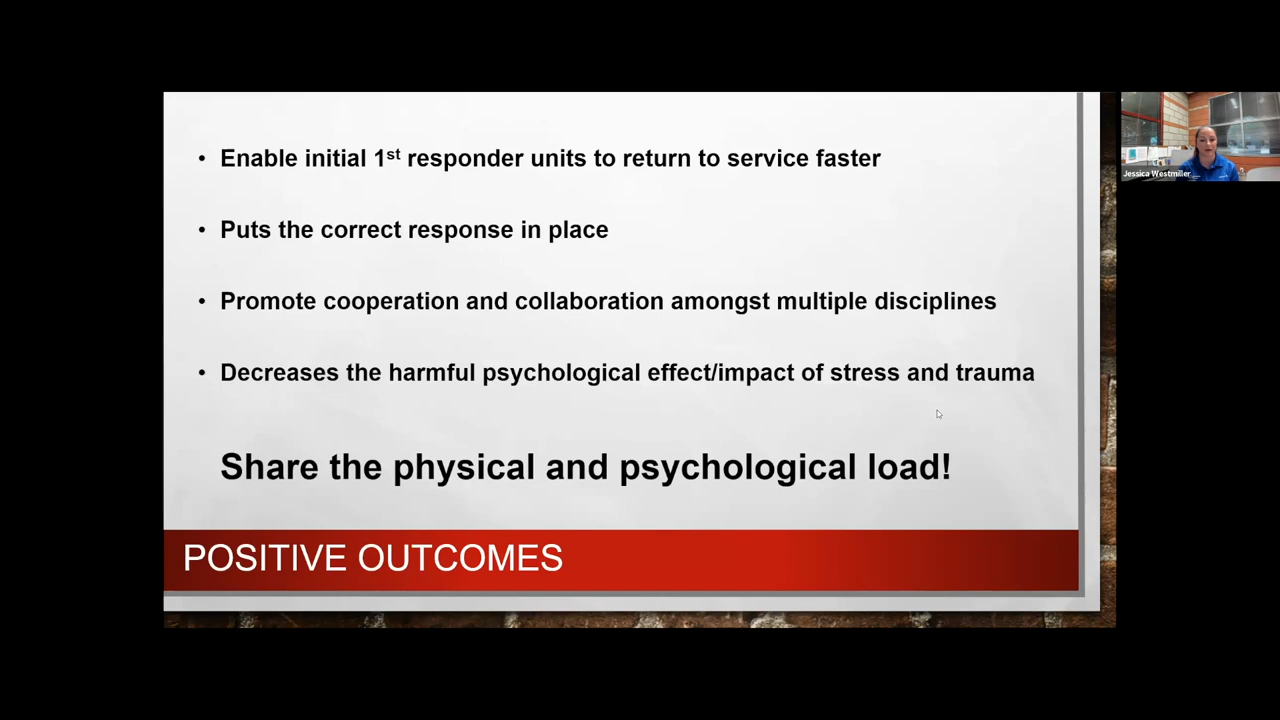 • Enable initial 1st responder units to return to service faster
• Puts the correct response in place
• Promote cooperation and collaboration amongst multiple disciplines
• Decreases the harmful psychological effect/impact of stress and trauma
Share the physical and psychological load!
POSITIVE OUTCOMES
Jessica Westmiller